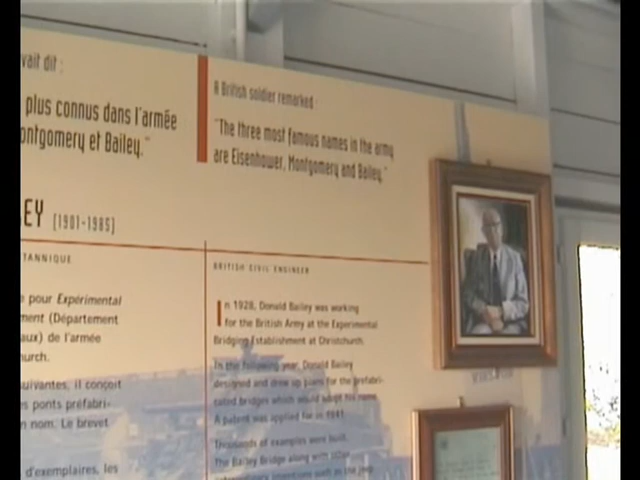 vait dit :
plus connus dans l'armée
ontgomery et Bailey."
A British soldier remarked :
"The three most famous names in the army
are Eisenhower, Montgomery and Bailey."
EY (1901-1985)
TANNIQUE
pour Expérimental
ment (Département
aux) de l'armée
hurch.
suivantes, il conçoit
s ponts préfabri-
n nom. Le brevet
d'exemplaires, les
BRITISH CIVIL ENGINEER
In 1928, Donald Bailey was working
for the British Army at the Experimental
Bridging Establishment at Christchurch.
In the following year, Donald Bailey
designed and drew up plans for the prefabri-
cated bridges which would adopt his name.
A patent was applied for in 1941.
Thousands of examples were built.
The Bailey Bridge along with other
such as the jeep